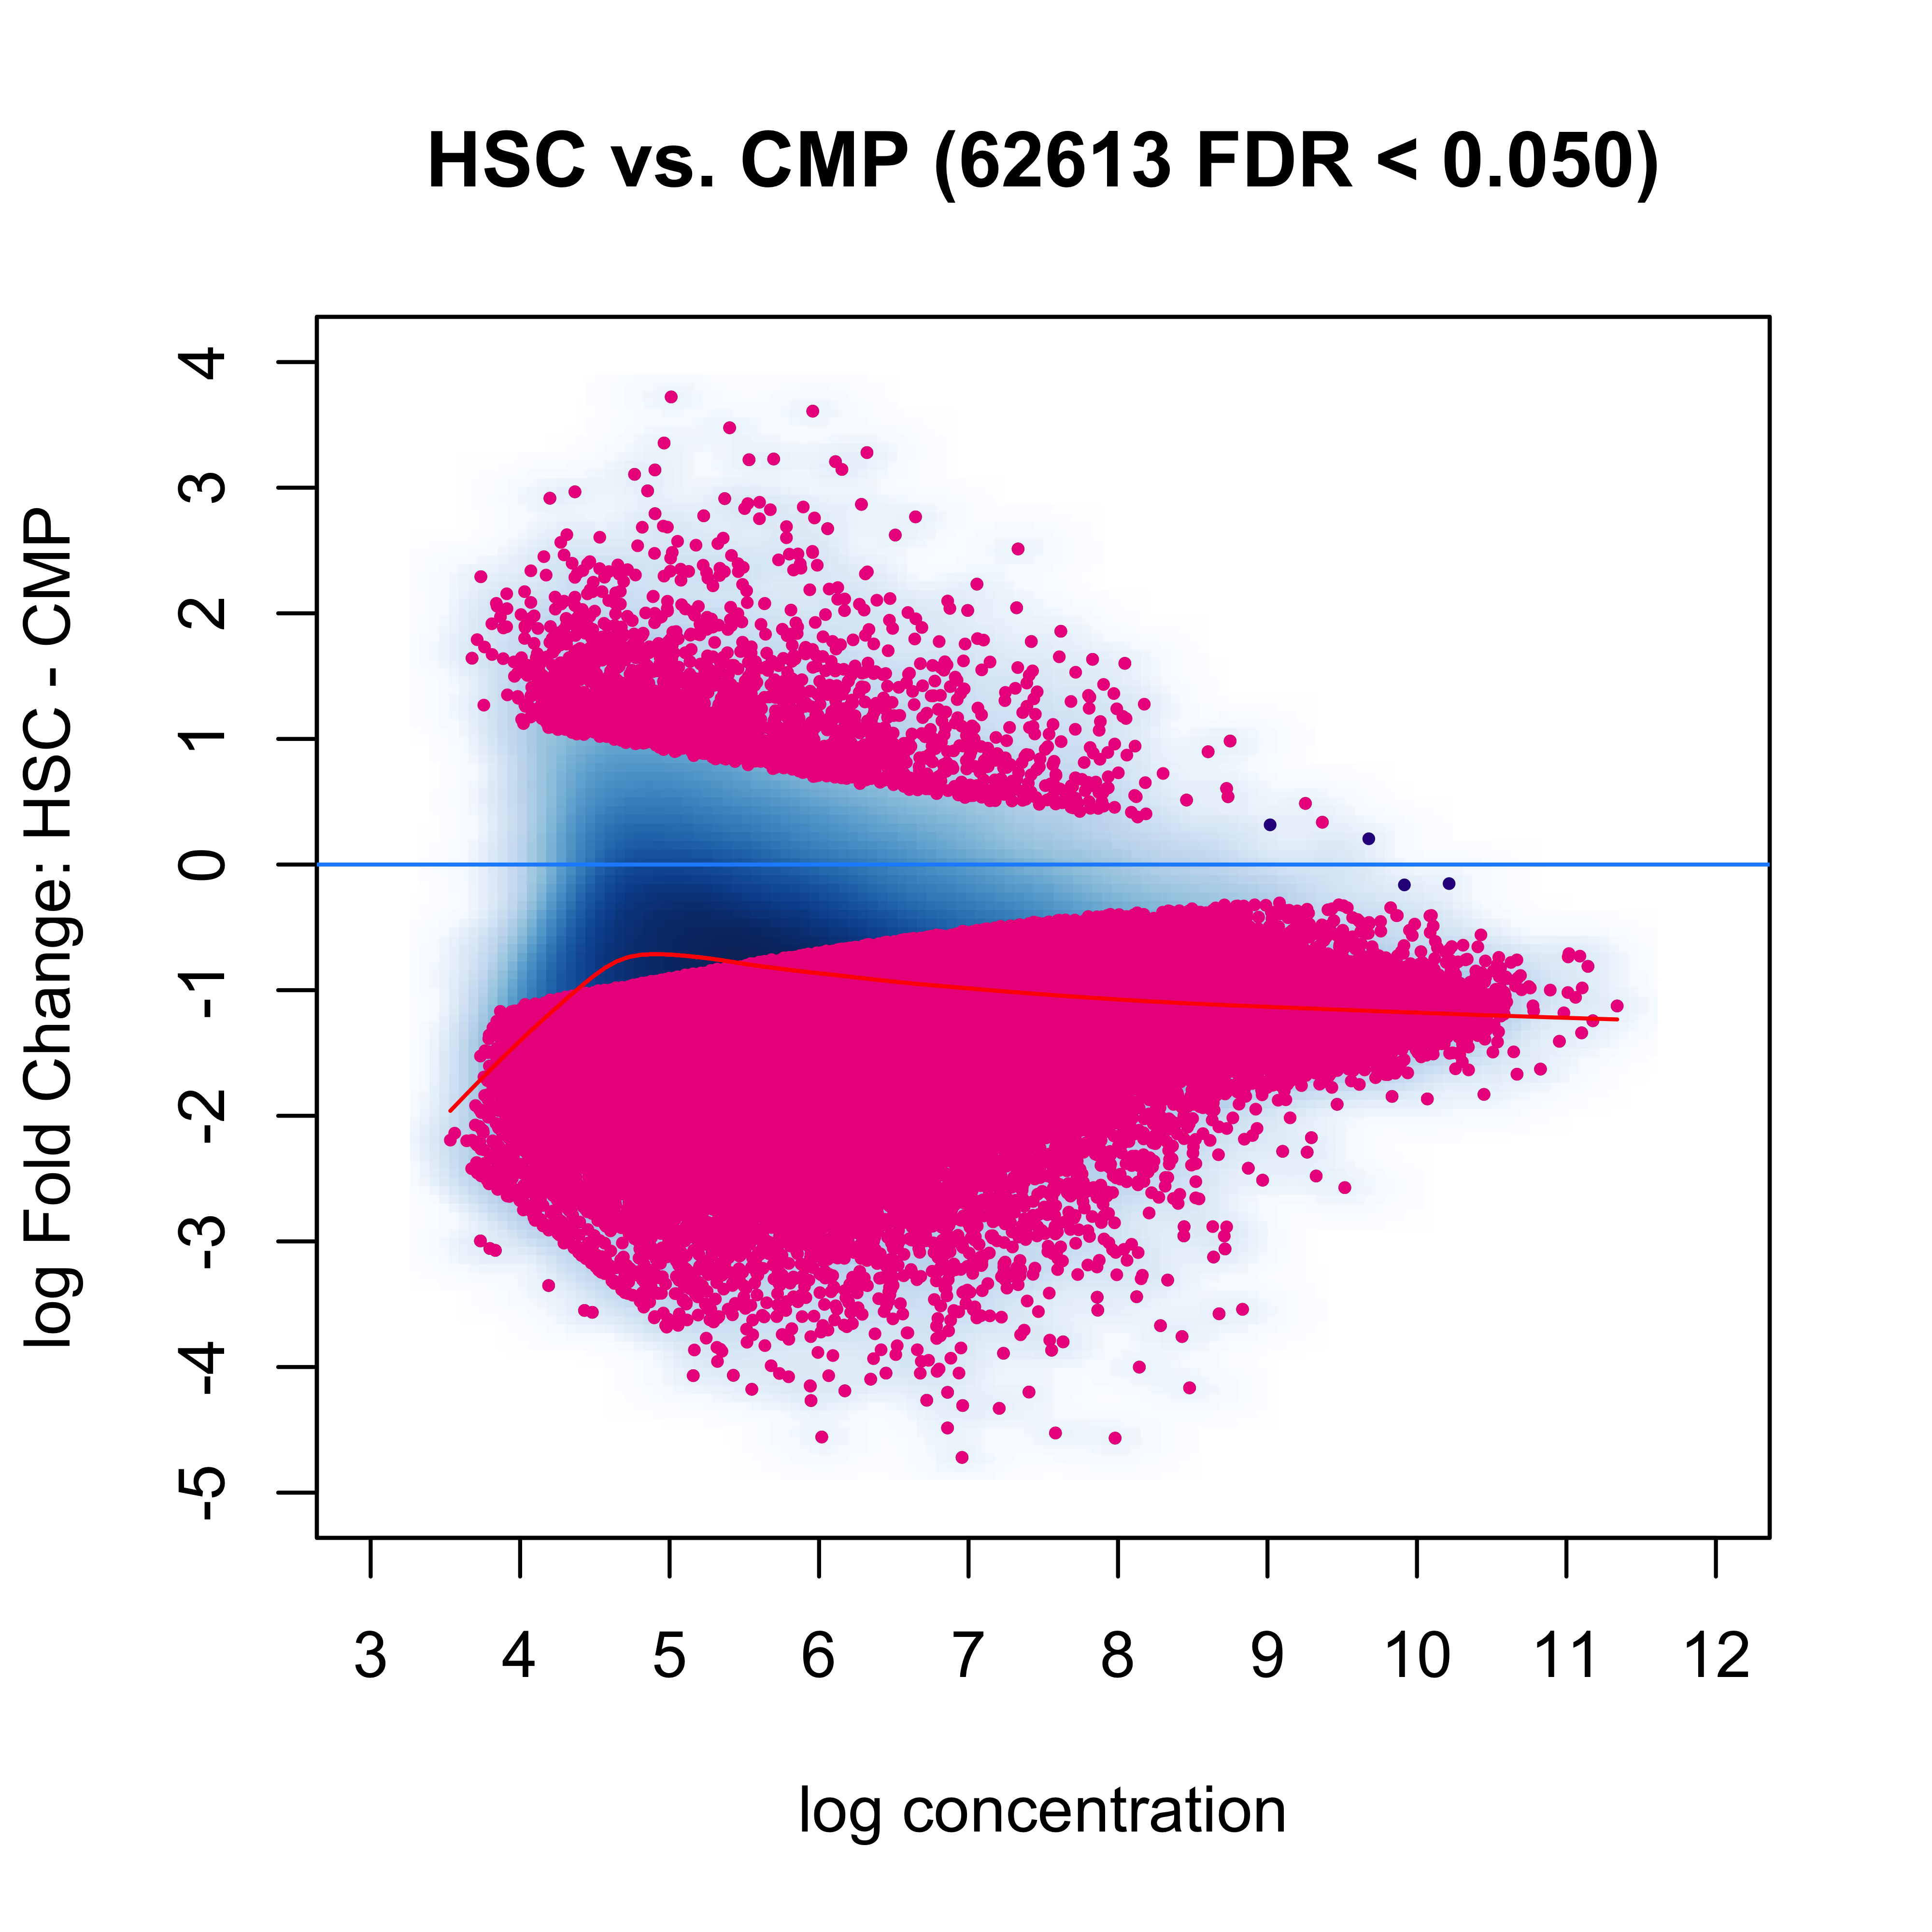 HSC vs. CMP (62613 FDR < 0.050)
log Fold Change: HSC - CMP
4
3
2
1
0
-1
-2
-3
-4
-5
3 4 5 6 7 8 9 10 11 12
log concentration